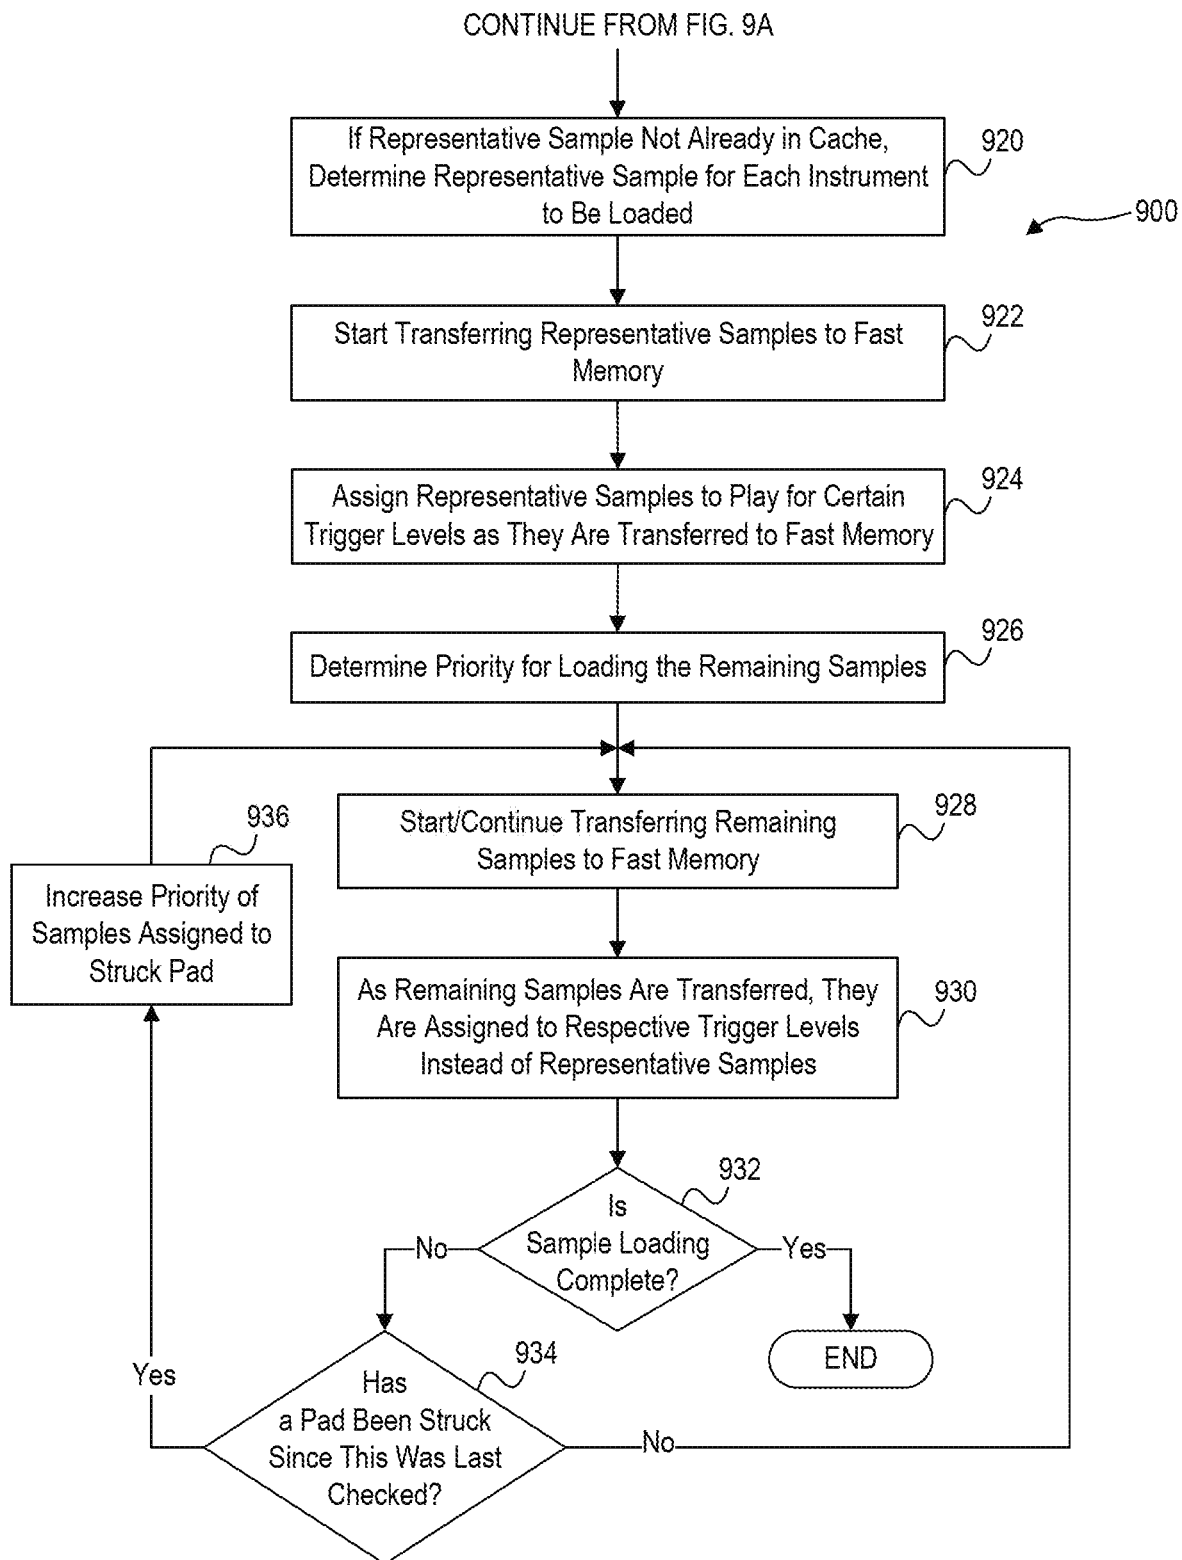 CONTINUE FROM FIG. 9A
If Representative Sample Not Already in Cache,
Determine Representative Sample for Each Instrument
to Be Loaded
920
900
Start Transferring Representative Samples to Fast
Memory
922
Assign Representative Samples to Play for Certain
Trigger Levels as They Are Transferred to Fast Memory
924
Determine Priority for Loading the Remaining Samples
926
Start/Continue Transferring Remaining
Samples to Fast Memory
928
936
Increase Priority of
Samples Assigned to
Struck Pad
As Remaining Samples Are Transferred, They
Are Assigned to Respective Trigger Levels
Instead of Representative Samples
930
Is
Sample Loading
Complete?
932
No
Yes
END
Has
a Pad Been Struck
Since This Was Last
Checked?
934
Yes
No